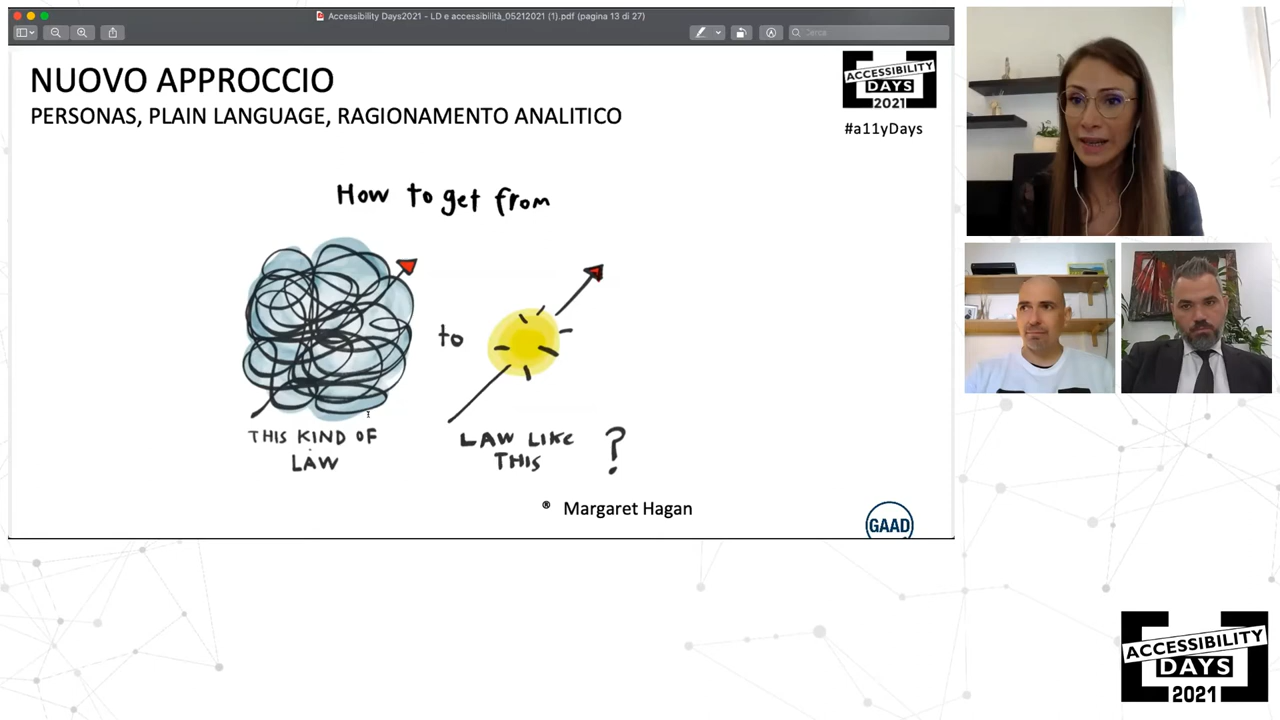 Accessibility Days2021 - LD e accessibilità_05212021 (1).pdf (pagina 13 di 27)
Cerca
NUOVO APPROCCIO
PERSONAS, PLAIN LANGUAGE, RAGIONAMENTO ANALITICO
ACCESSIBILITY
DAYS
2021
#a11yDays
How to get from
to
THIS KIND OF
LAW
LAW LIKE
THIS
?
® Margaret Hagan
GAAD
ACCESSIBILITY
DAYS
2021